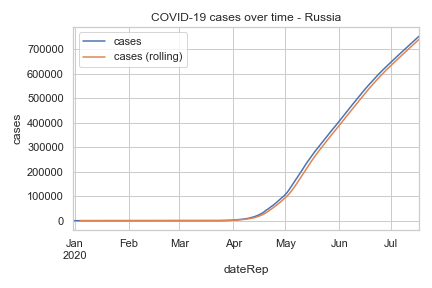 COVID-19 cases over time - Russia
cases
cases (rolling)
700000
600000
500000
400000
300000
200000
100000
0
cases
Jan Feb Mar Apr May Jun Jul
2020
dateRep